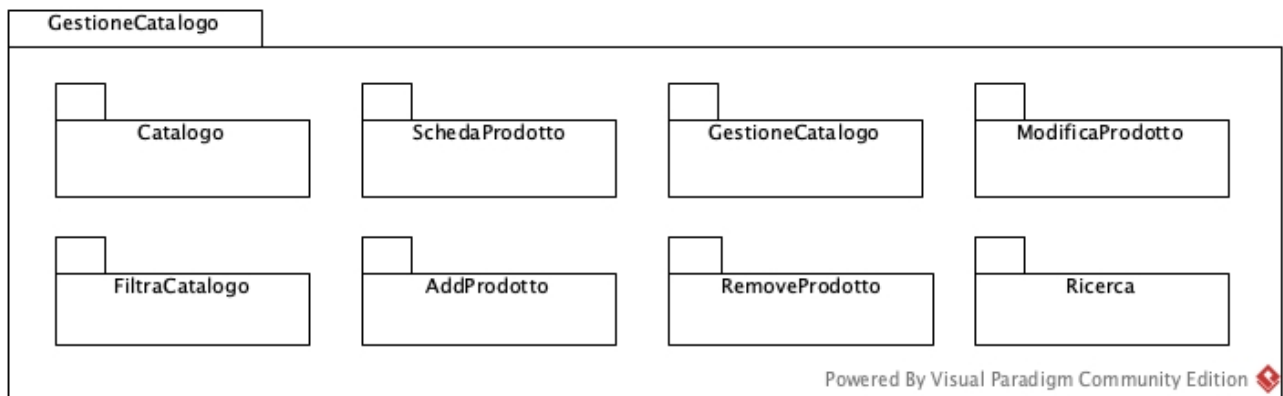 GestioneCatalogo
Catalogo
SchedaProdotto
GestioneCatalogo
ModificaProdotto
FiltraCatalogo
AddProdotto
RemoveProdotto
Ricerca
Powered By Visual Paradigm Community Edition